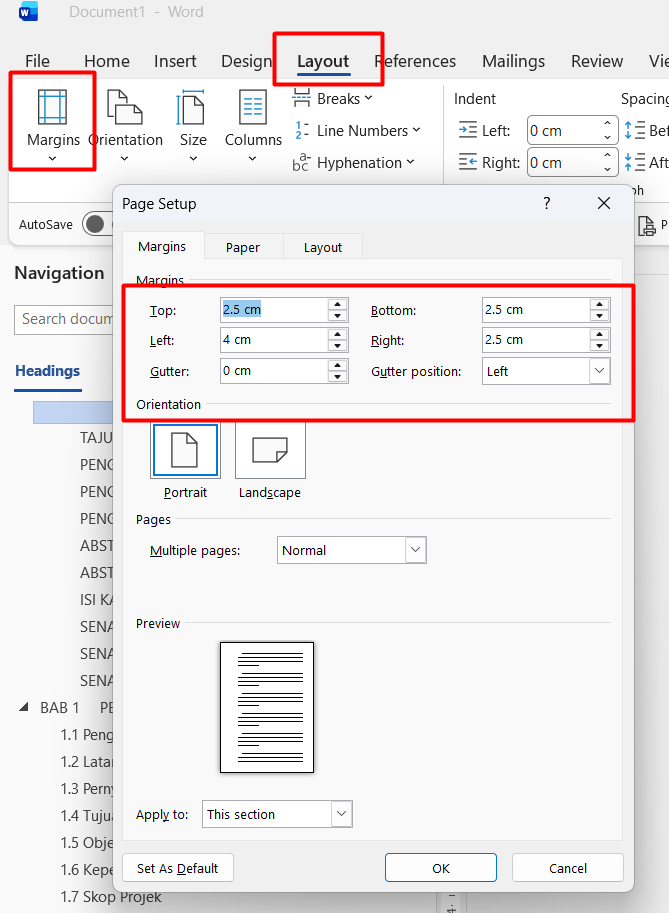 W Document1 - Word
File Home Insert Design Layout References Mailings Review
Margins Orientation Size Columns
Breaks
Line Numbers
Hyphenation
Indent Spacing
Left: 0 cm
Right: 0 cm
AutoSave
Page Setup ?
Margins Paper Layout
Margins
Top: 2.5 cm Bottom: 2.5 cm
Left: 4 cm Right: 2.5 cm
Gutter: 0 cm Gutter position: Left
Orientation
Portrait Landscape
Pages
Multiple pages: Normal
Preview
Apply to: This section
Set As Default OK Cancel
Navigation
Search docum
Headings
TAJU
PENG
PENG
PENG
ABST
ABST
ISI KA
SENA
SENA
SENA
BAB 1 PE
1.1 Peng
1.2 Latar
1.3 Perny
1.4 Tujua
1.5 Obje
1.6 Kepe
1.7 Skop Projek